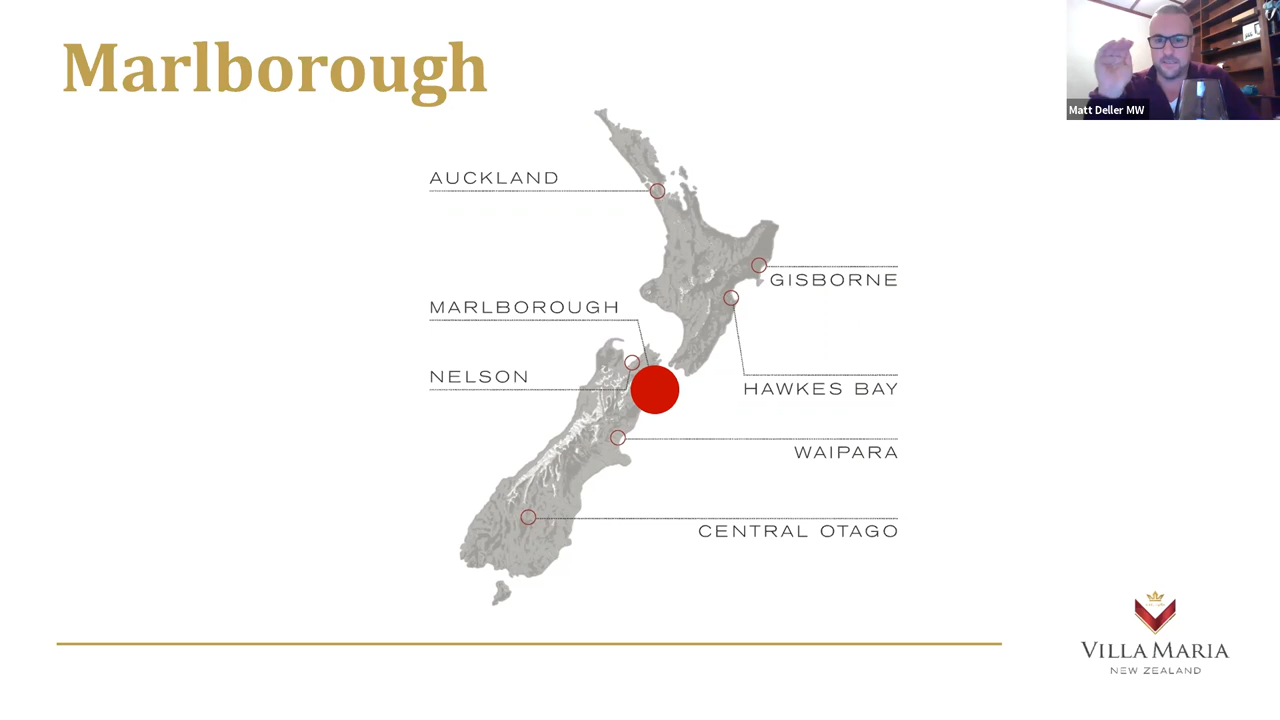 Marlborough
Matt Deller MW
AUCKLAND
GISBORNE
MARLBOROUGH
NELSON
HAWKES BAY
WAIPARA
CENTRAL OTAGO
VILLA MARIA
NEW ZEALAND